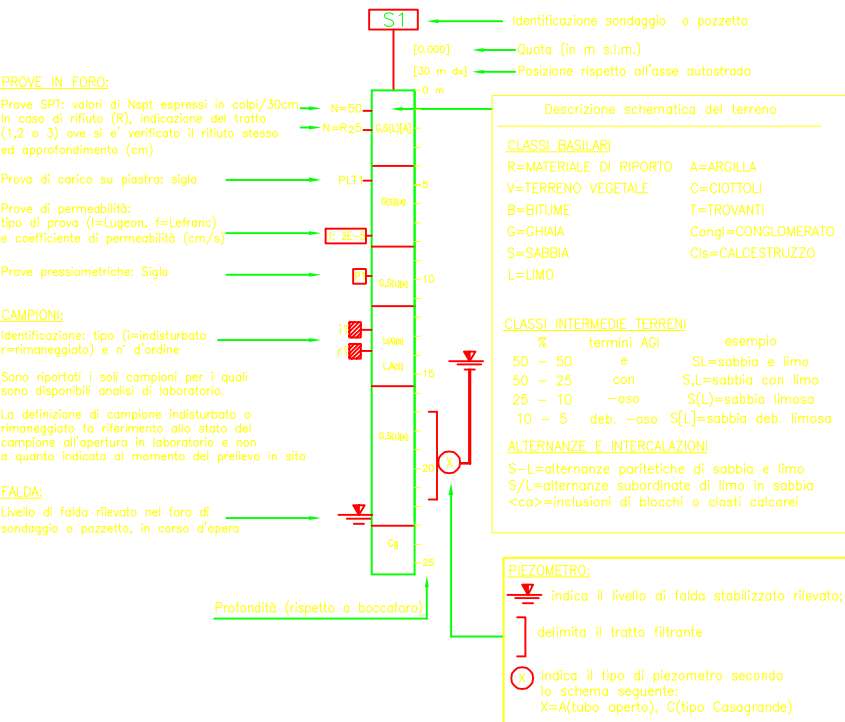 S1
Identificazione sondaggio o pozzetto
[0.000]
Quota (in m s.l.m.)
[30 m dx]
Posizione rispetto all'asse autostrada
PROVE IN FORO:
Prove SPT: valori di Nspt espressi in colpi/30cm
In caso di rifiuto (R), indicazione del tratto
(1,2 o 3) ove si e' verificato il rifiuto stesso
ed approfondimento (cm)
Prova di carico su piastra: sigla
Prove di permeabilità:
tipo di prova (l=Lugeon, f=Lefranc)
e coefficiente di permeabilità (cm/s)
Prove pressiometriche: Sigla
CAMPIONI:
Identificazione: tipo (i=indisturbato
r=rimaneggiato) e n° d'ordine
Sono riportati i soli campioni per i quali
sono disponibili analisi di laboratorio.
La definizione di campione indisturbato o
rimaneggiato fa riferimento allo stato del
campione all'apertura in laboratorio e non
a quanto indicato al momento del prelievo in sito
FALDA:
Livello di falda rilevato nel foro di
sondaggio o pozzetto, in corso d'opera
Profondità (rispetto a boccaforo)
N=50
N=R25
PLT1
0 m
5
10
15
20
25
Cg
X
Descrizione schematica del terreno
CLASSI BASILARI
R=MATERIALE DI RIPORTO A=ARGILLA
V=TERRENO VEGETALE C=CIOTTOLI
B=BITUME T=TROVANTI
G=GHIAIA Congl=CONGLOMERATO
S=SABBIA Cls=CALCESTRUZZO
L=LIMO
CLASSI INTERMEDIE TERRENI
% termini AGI esempio
50 - 50 e SL=sabbia e limo
50 - 25 con S,L=sabbia con limo
25 - 10 -oso S(L)=sabbia limosa
10 - 5 deb. -oso S[L]=sabbia deb. limosa
ALTERNANZE E INTERCALAZIONI
S-L=alternanze paritetiche di sabbia e limo
S/L=alternanze subordinate di limo in sabbia
<ca>=inclusioni di blocchi o clasti calcarei
PIEZOMETRO:
indica il livello di falda stabilizzato rilevato;
delimita il tratto filtrante
X
indica il tipo di piezometro secondo
lo schema seguente:
X=A(tubo aperto), C(tipo Casagrande)